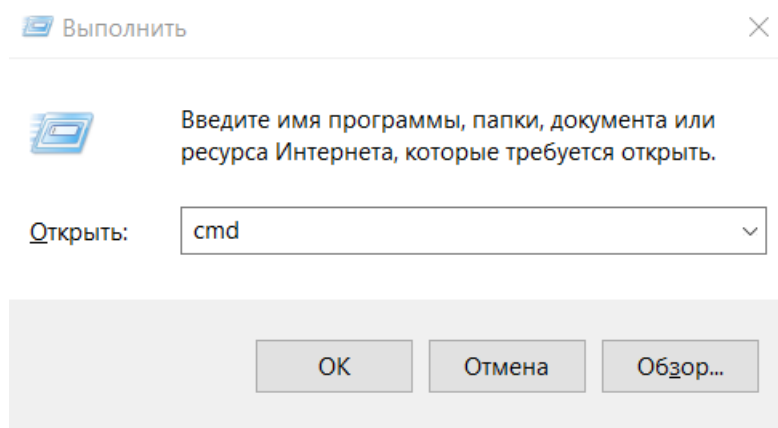 Выполнить
Введите имя программы, папки, документа или
ресурса Интернета, которые требуется открыть.
Открыть: cmd
ОК Отмена Обзор...